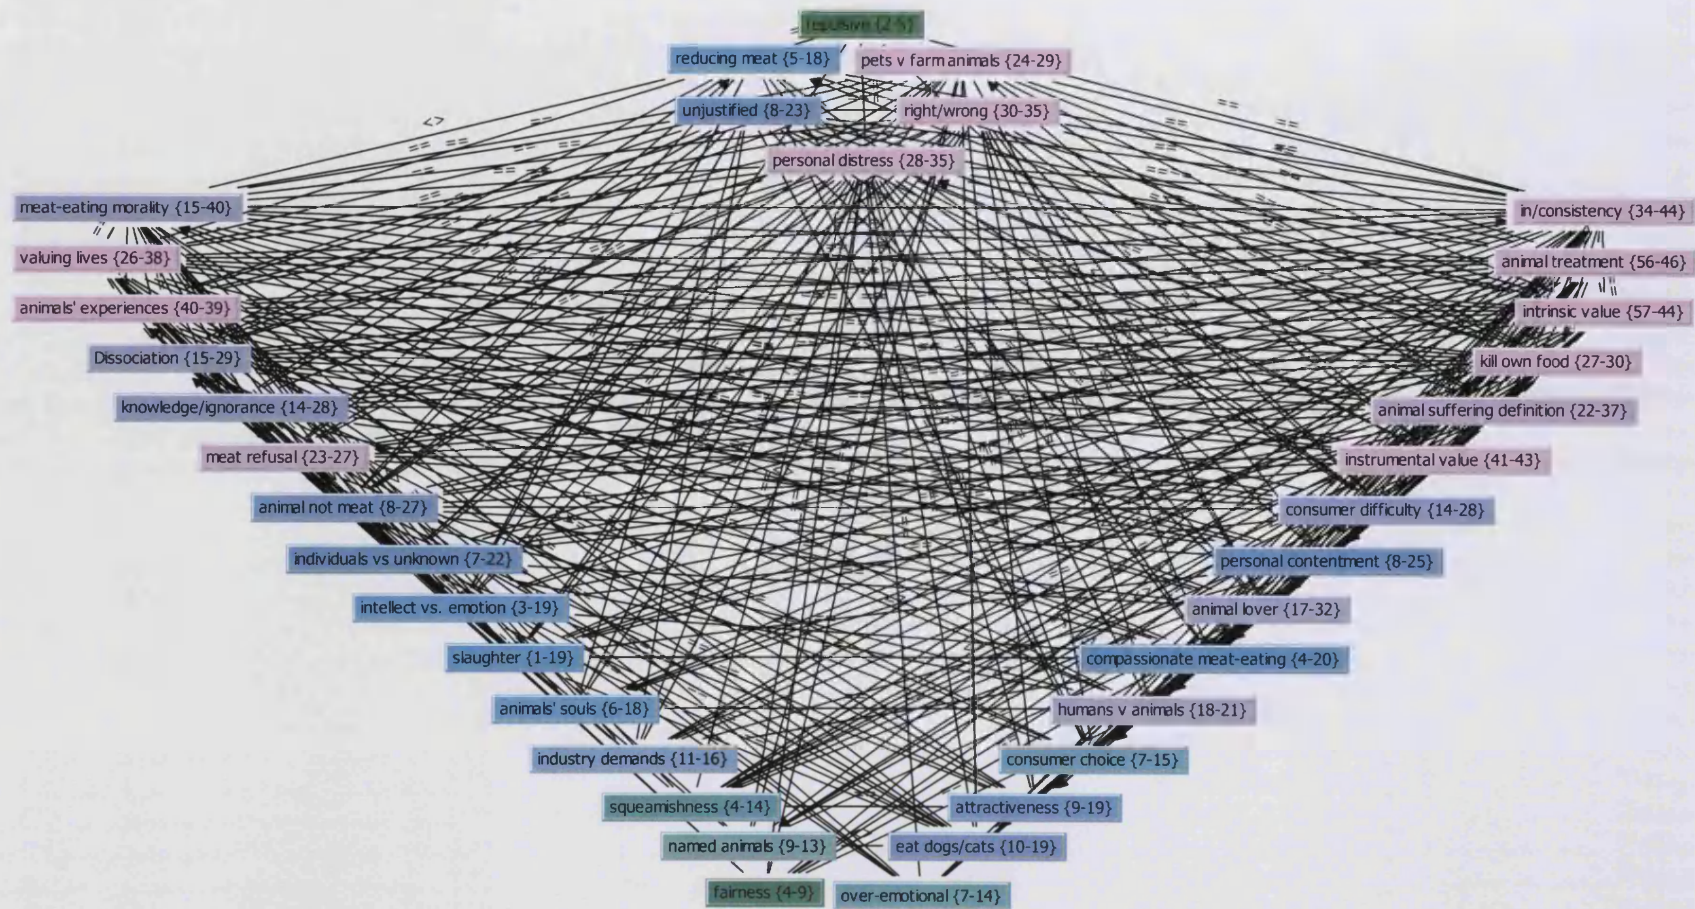 repulsive {2-5}
reducing meat {5-18}
pets v farm animals {24-29}
unjustified {8-23}
right/wrong {30-35}
personal distress {28-35}
meat-eating morality {15-40}
in/consistency {34-44}
valuing lives {26-38}
animal treatment {56-46}
animals' experiences {40-39}
intrinsic value {57-44}
Dissociation {15-29}
kill own food {27-30}
knowledge/ignorance {14-28}
animal suffering definition {22-37}
meat refusal {23-27}
instrumental value {41-43}
animal not meat {8-27}
consumer difficulty {14-28}
individuals vs unknown {7-22}
personal contentment {8-25}
intellect vs. emotion {3-19}
animal lover {17-32}
slaughter {1-19}
compassionate meat-eating {4-20}
animals' souls {6-18}
humans v animals {18-21}
industry demands {11-16}
consumer choice {7-15}
squeamishness {4-14}
attractiveness {9-19}
named animals {9-13}
eat dogs/cats {10-19}
fairness {4-9}
over-emotional {7-14}